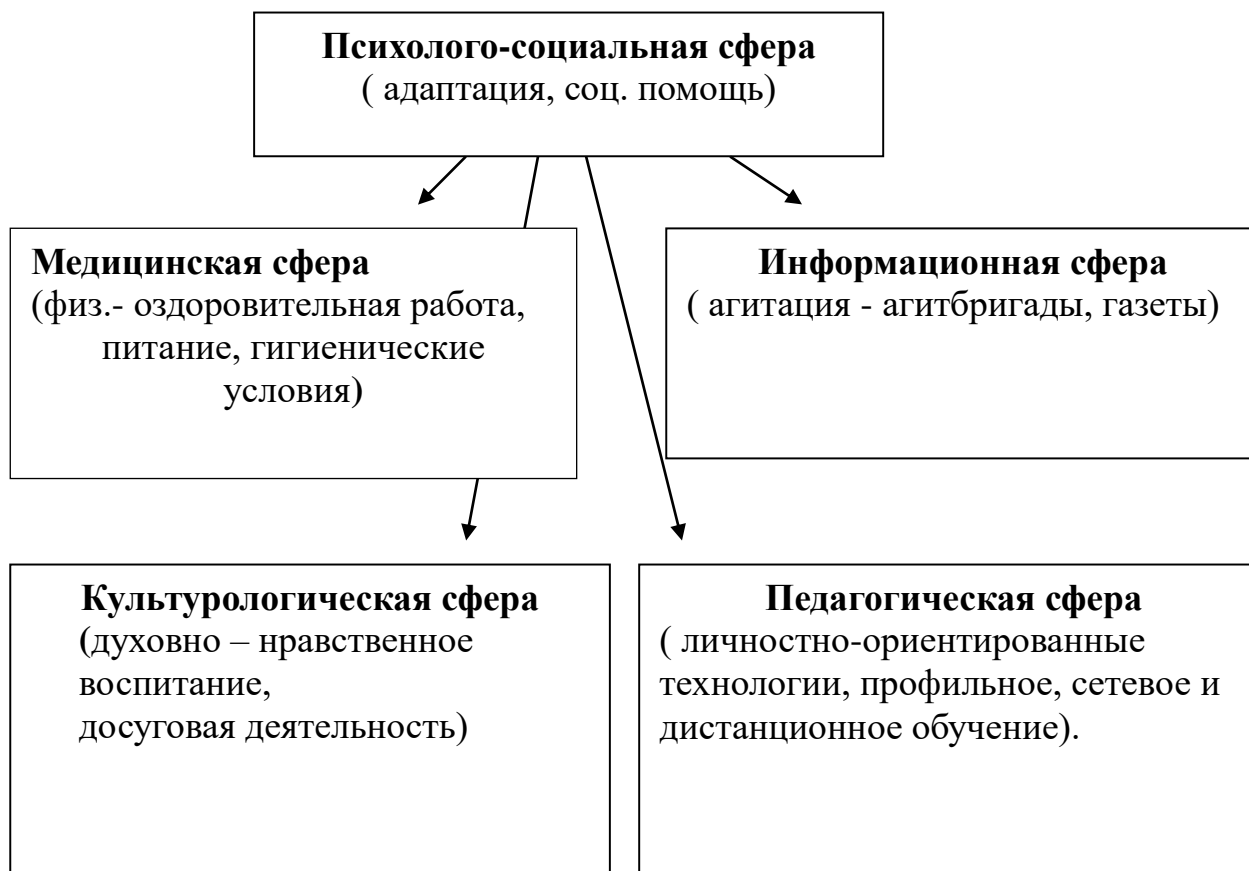 Психолого-социальная сфера
( адаптация, соц. помощь)
Медицинская сфера
(физ.- оздоровительная работа,
питание, гигиенические
условия)
Информационная сфера
( агитация - агитбригады, газеты)
Культурологическая сфера
(духовно – нравственное
воспитание,
досуговая деятельность)
Педагогическая сфера
( личностно-ориентированные
технологии, профильное, сетевое и
дистанционное обучение).